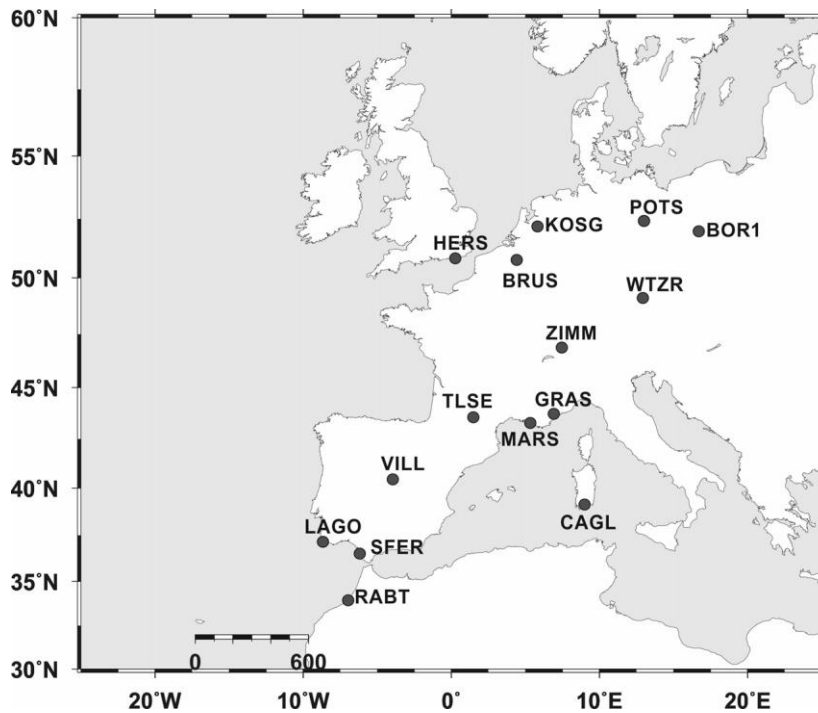 60°N
55°N
POTS
KOSG
BOR1
HERS
50°N
BRUS
WTZR
ZIMM
45°N
TLSE
GRAS
MARS
VILL
40°N
LAGO
CAGL
SFER
35°N
RABT
30°N
0
600
20°W
10°W
0°
10°E
20°E